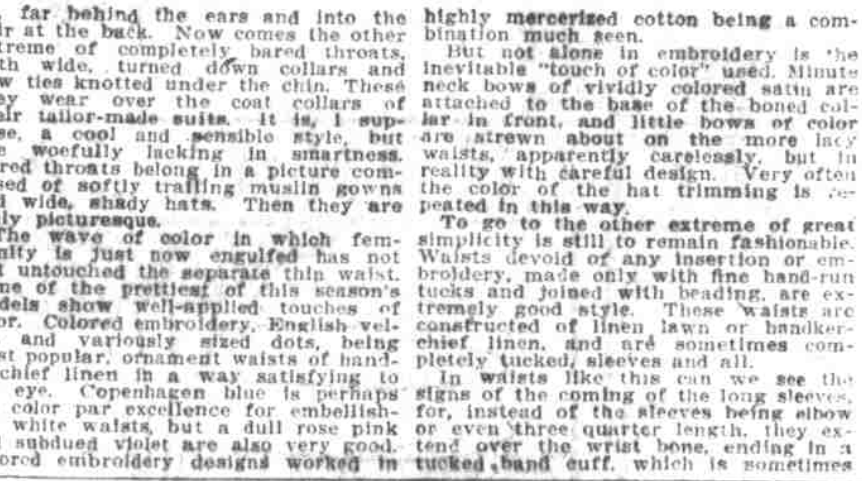 far behind the ears and into the
r at the back. Now comes the other
treme of completely bared throats,
th wide, turned down collars and
w ties knotted under the chin. These
ey wear over the coat collars of
eir tailor-made suits. It is, I sup-
se, a cool and sensible style, but
e woefully lacking in smartness.
red throats belong in a picture com-
sed of softly trailing muslin gowns
d wide, shady hats. Then they are
ly picturesque.
The wave of color in which fem-
nity is just now engulfed has not
t untouched the separate thin waist.
me of the prettiest of this season's
dels show well-applied touches of
or. Colored embroidery, English vel-
and variously sized dots, being
st popular, ornament waists of hand-
chief linen in a way satisfying to
eye. Copenhagen blue is perhaps
color par excellence for embellish-
white waists, but a dull rose pink
subdued violet are also very good.
ored embroidery designs worked in
highly mercerized cotton being a com-
bination much seen.
But not alone in embroidery is the
inevitable "touch of color" used. Minute
neck bows of vividly colored satin are
attached to the base of the boned col-
lar in front, and little bows of color
are strewn about on the more lacy
waists, apparently carelessly, but in
reality with careful design. Very often
the color of the hat trimming is re-
peated in this way.
To go to the other extreme of great
simplicity is still to remain fashionable.
Waists devoid of any insertion or em-
broidery, made only with fine hand-run
tucks and joined with beading, are ex-
tremely good style. These waists are
constructed of linen lawn or handker-
chief linen, and are sometimes com-
pletely tucked, sleeves and all.
In waists like this can we see the
signs of the coming of the long sleeves,
for, instead of the sleeves being elbow
or even three quarter length, they ex-
tend over the wrist bone, ending in a
tucked band cuff, which is sometimes